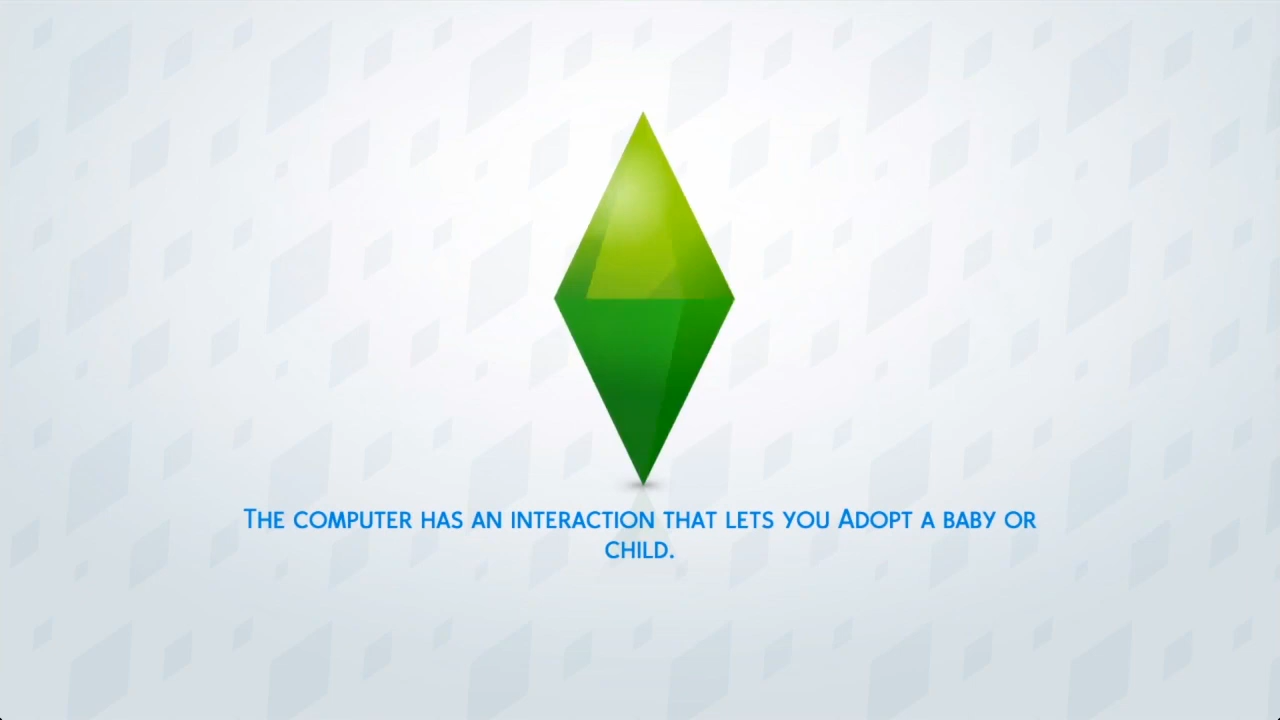 The computer has an interaction that lets you Adopt a baby or
child.